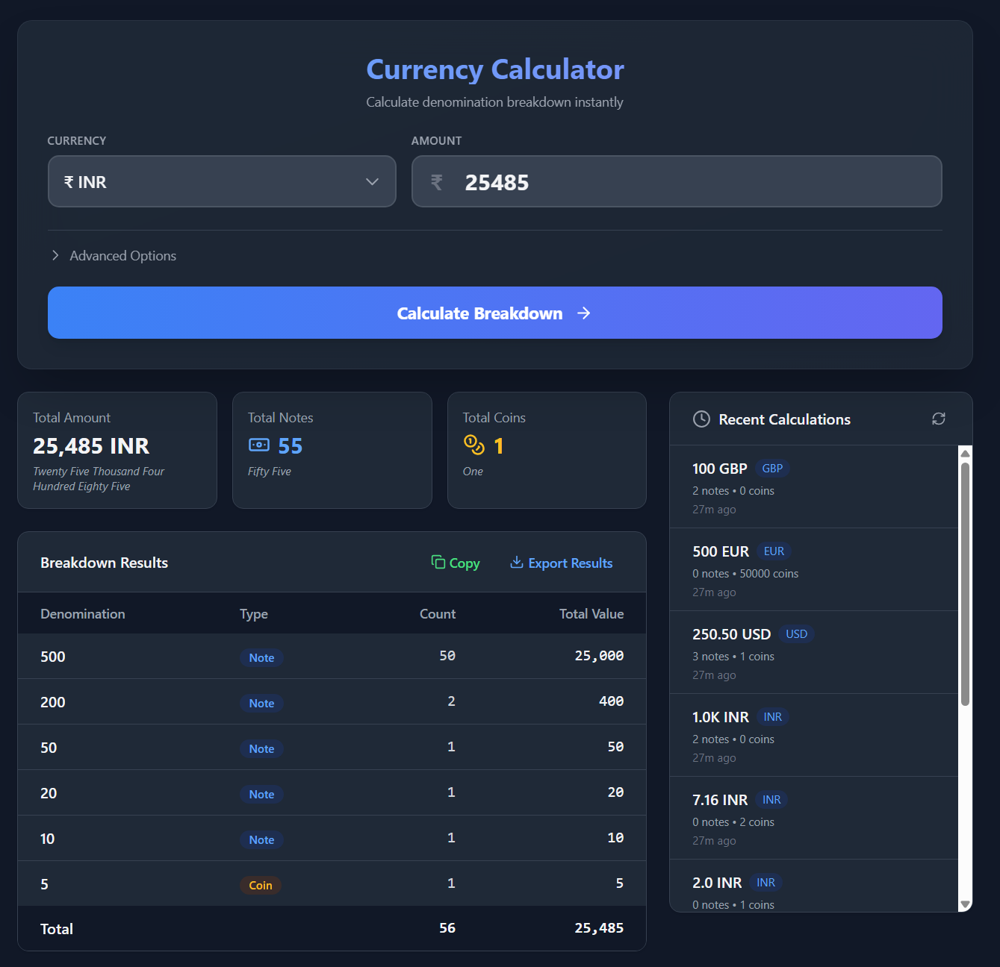 Currency Calculator
Calculate denomination breakdown instantly
CURRENCY
AMOUNT
₹ INR
₹ 25485
Advanced Options
Calculate Breakdown →
Total Amount
25,485 INR
Twenty Five Thousand Four
Hundred Eighty Five
Total Notes
55
Fifty Five
Total Coins
1
One
Breakdown Results
Copy
Export Results
Denomination Type Count Total Value
500 Note 50 25,000
200 Note 2 400
50 Note 1 50
20 Note 1 20
10 Note 1 10
5 Coin 1 5
Total 56 25,485
Recent Calculations
100 GBP GBP
2 notes • 0 coins
27m ago
500 EUR EUR
0 notes • 50000 coins
27m ago
250.50 USD USD
3 notes • 1 coins
27m ago
1.0K INR INR
2 notes • 0 coins
27m ago
7.16 INR INR
0 notes • 2 coins
27m ago
2.0 INR INR
0 notes • 1 coins